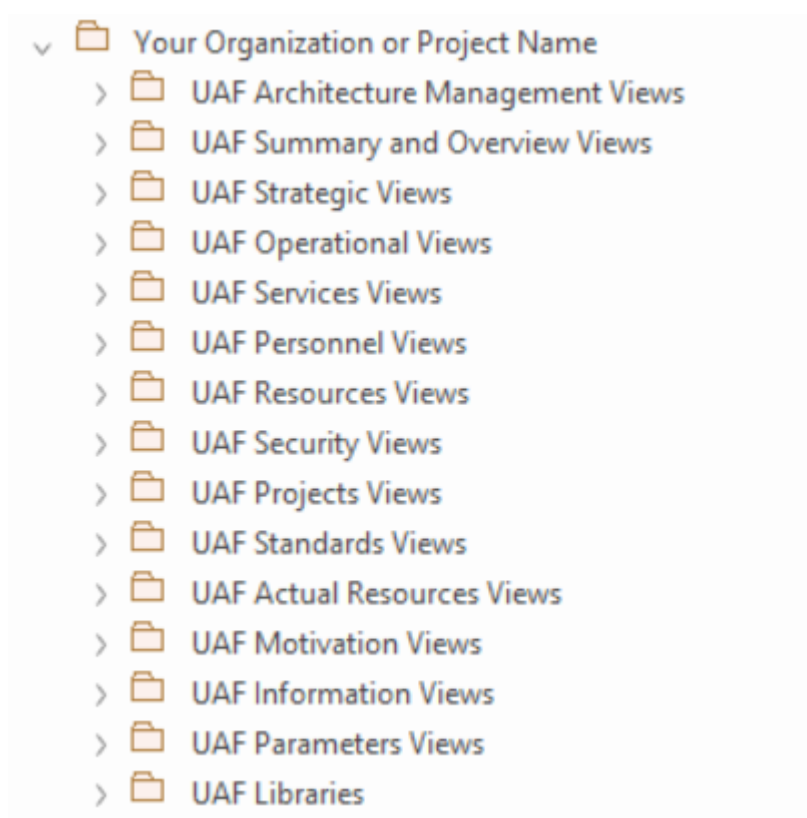 Your Organization or Project Name
UAF Architecture Management Views
UAF Summary and Overview Views
UAF Strategic Views
UAF Operational Views
UAF Services Views
UAF Personnel Views
UAF Resources Views
UAF Security Views
UAF Projects Views
UAF Standards Views
UAF Actual Resources Views
UAF Motivation Views
UAF Information Views
UAF Parameters Views
UAF Libraries